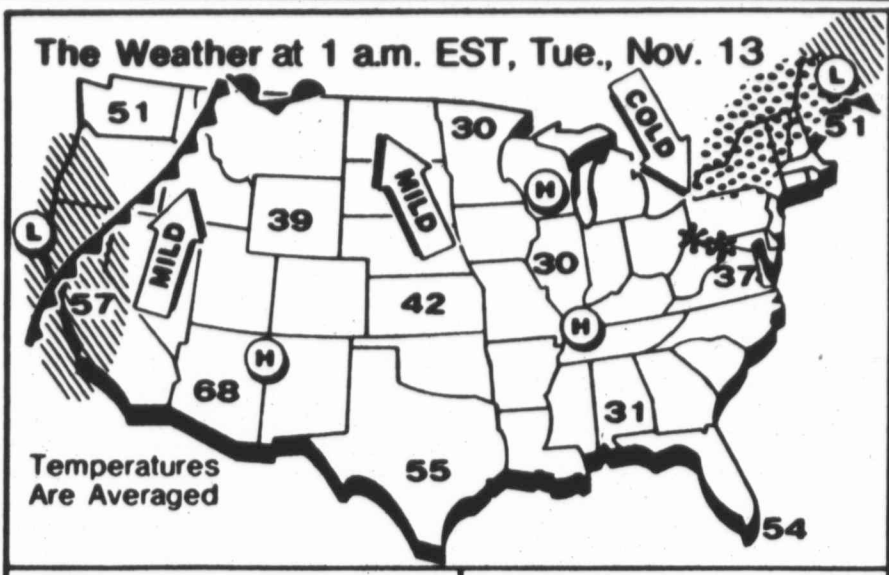 The Weather at 1 a.m. EST, Tue., Nov. 13
L
51
51
30
COLD
H
MILD
MILD
39
L
30
37
57
42
H
H
68
31
Temperatures
Are Averaged
55
54